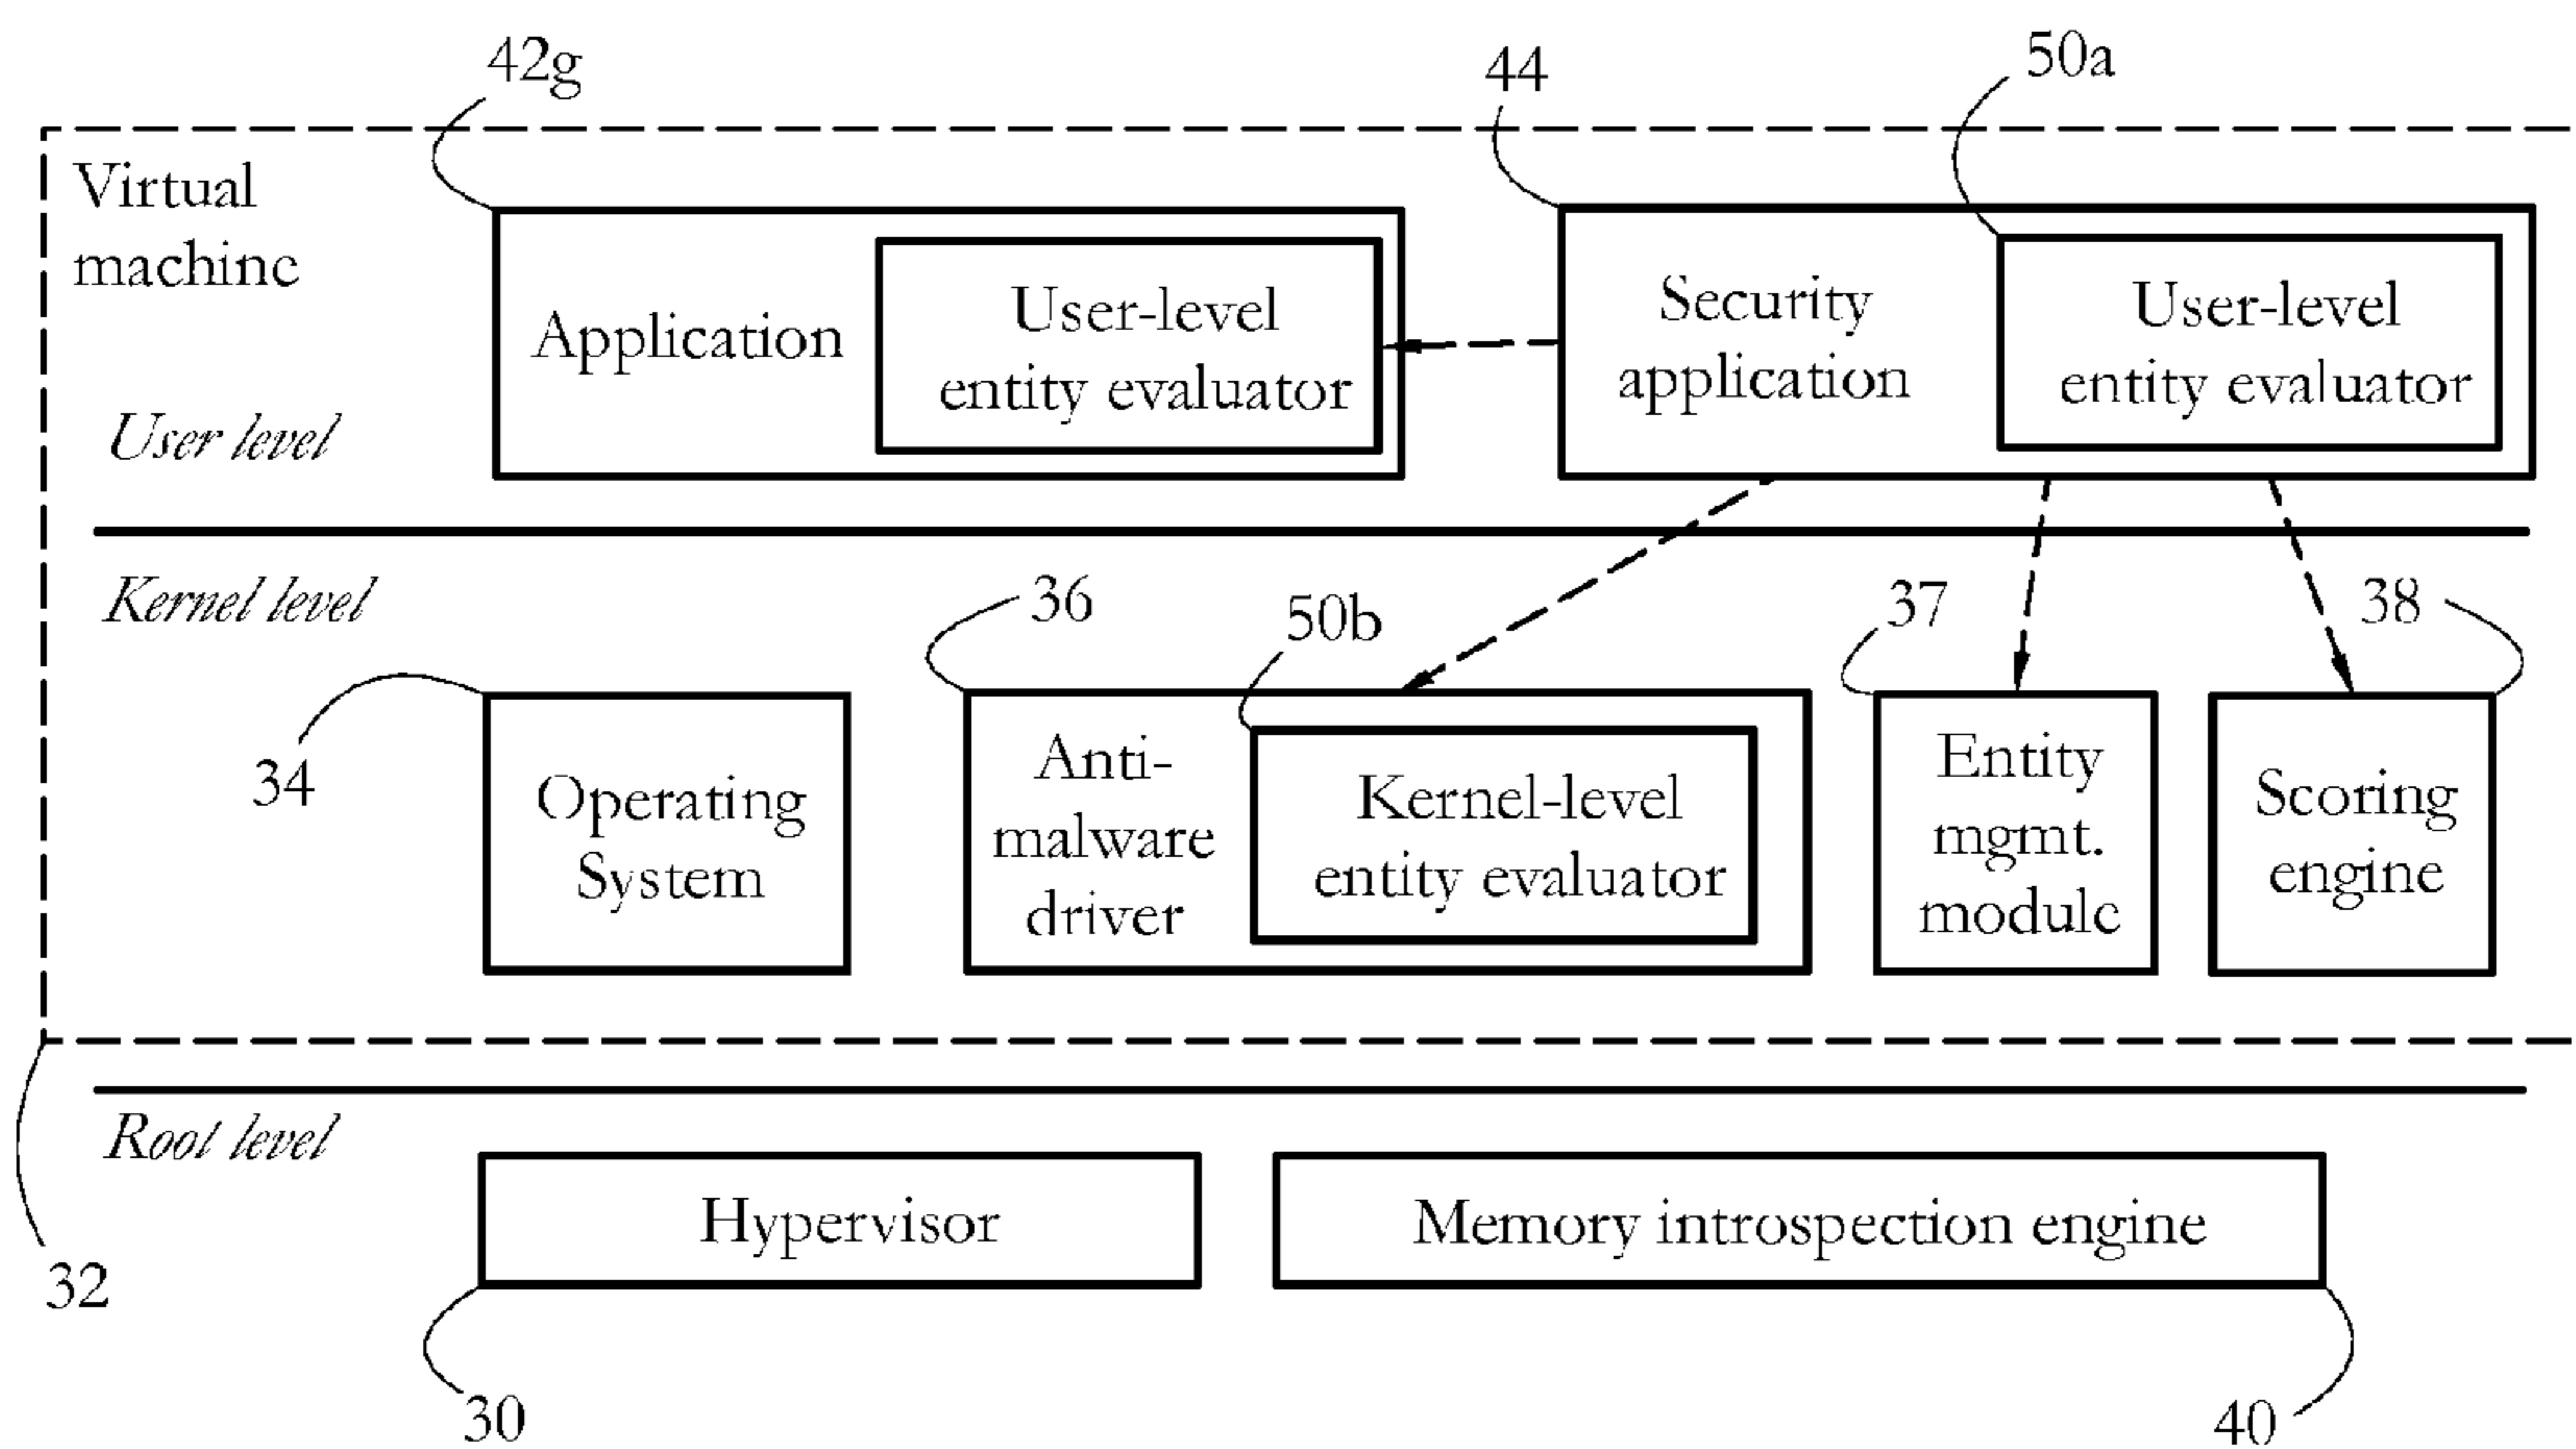 42g
44
50a
Virtual
machine
Application
User-level
entity evaluator
Security
application
User-level
entity evaluator
User level
Kernel level
36
50b
37
38
34
Operating
System
Anti-
malware
driver
Kernel-level
entity evaluator
Entity
mgmt.
module
Scoring
engine
Root level
Hypervisor
Memory introspection engine
32
30
40